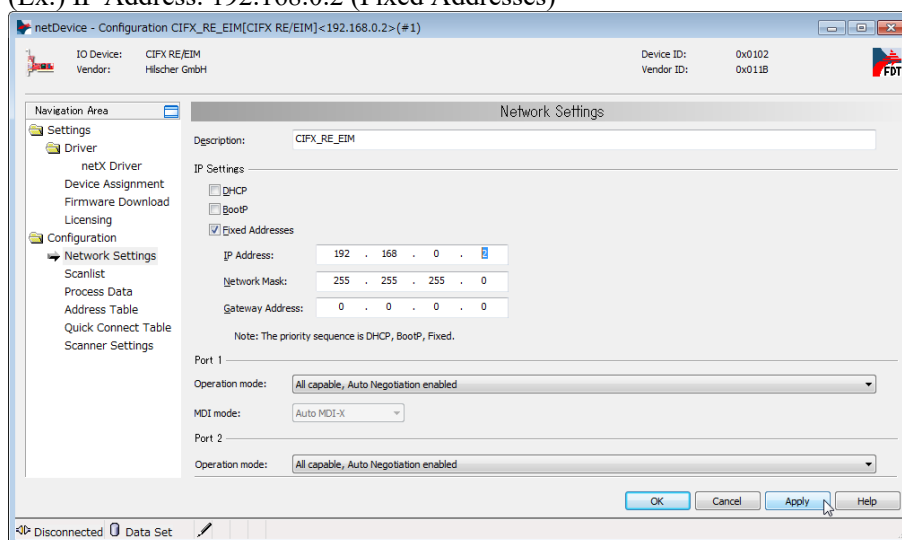 (Ex.) IP Address: 192.168.0.2 (Fixed Addresses)
netDevice - Configuration CIFX_RE_EIM[CIFX RE/EIM]<192.168.0.2>(#1)
IO Device: CIFX RE/EIM Device ID: 0x0102
Vendor: Hilscher GmbH Vendor ID: 0x011B
FDT
Navigation Area
Network Settings
Settings
Driver
netX Driver
Device Assignment
Firmware Download
Licensing
Configuration
Network Settings
Scanlist
Process Data
Address Table
Quick Connect Table
Scanner Settings
Description: CIFX_RE_EIM
IP Settings
DHCP
BootP
Fixed Addresses
IP Address: 192 . 168 . 0 . 2
Network Mask: 255 . 255 . 255 . 0
Gateway Address: 0 . 0 . 0 . 0
Note: The priority sequence is DHCP, BootP, Fixed.
Port 1
Operation mode: All capable, Auto Negotiation enabled
MDI mode: Auto MDI-X
Port 2
Operation mode: All capable, Auto Negotiation enabled
OK Cancel Apply Help
Disconnected Data Set